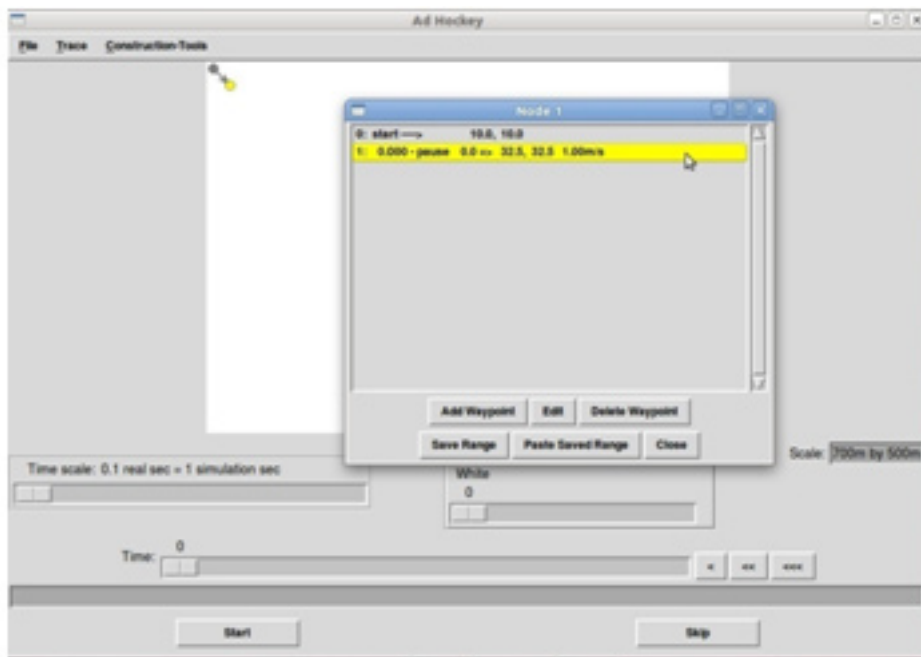 Ad Hockey
File Trace Construction-Tools
Node 1
0: start ---> 10.0, 10.0
1: 0.000 - pause 0.0 => 32.5, 32.5 1.00m/s
Add Waypoint Edit Delete Waypoint
Save Range Paste Saved Range Close
Scale: 700m by 500m
Time scale: 0.1 real sec = 1 simulation sec
White
0
0
Time: < << <<<
Start Skip